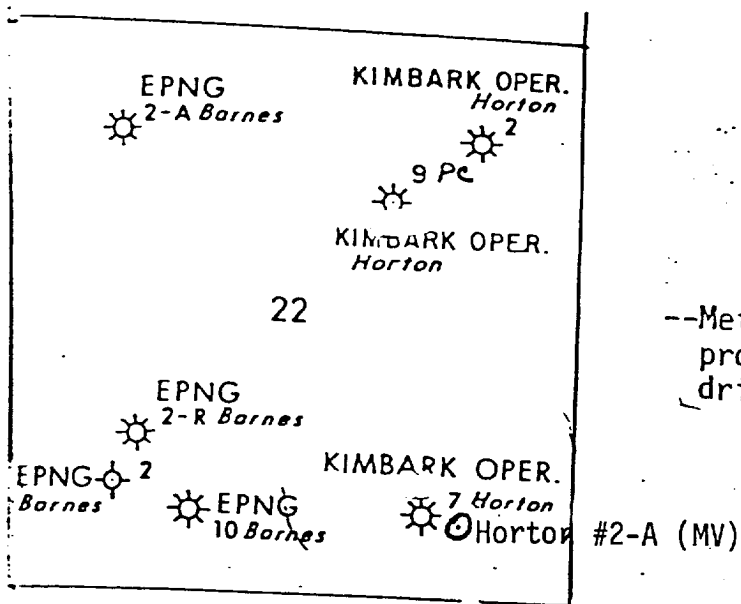 EPNG
2-A Barnes
KIMBARK OPER.
Horton
2
9 PC
KIMBARK OPER.
Horton
22
EPNG
2-R Barnes
EPNG 2
Barnes
EPNG
10 Barnes
KIMBARK OPER.
7 Horton
Horton #2-A (MV)